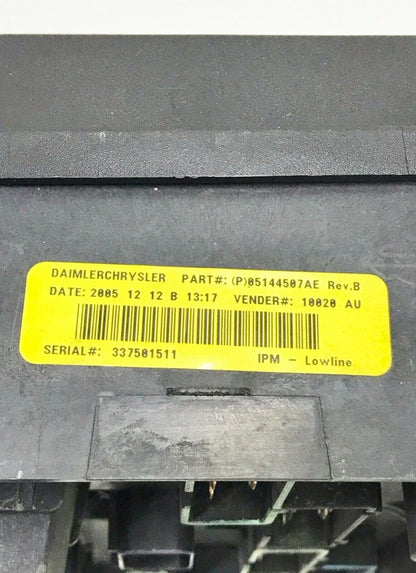 DAIMLERCHRYSLER PART#: (P)05144507AE Rev.B
DATE: 2005 12 12 B 13:17 VENDER#: 10020 AU
SERIAL#: 337501511 IPM - Lowline